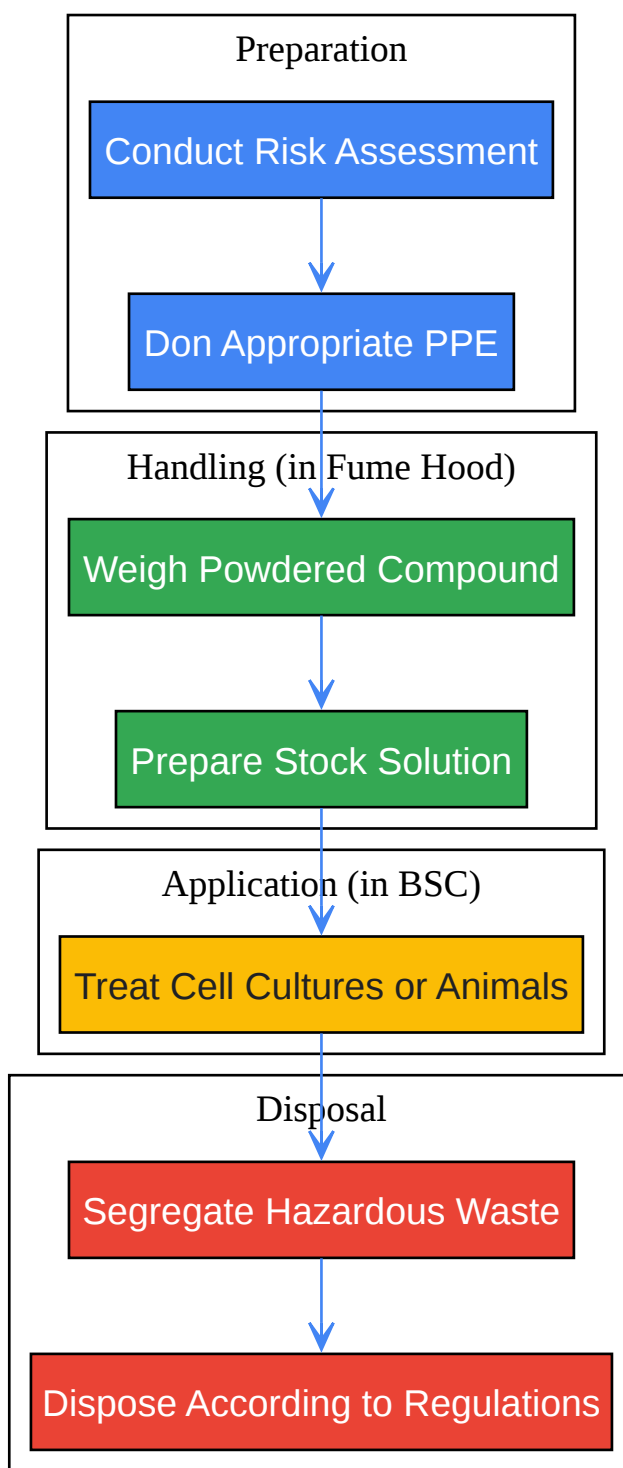 Preparation
Conduct Risk Assessment
Don Appropriate PPE
Handling (in Fume Hood)
Weigh Powdered Compound
Prepare Stock Solution
Application (in BSC)
Treat Cell Cultures or Animals
Disposal
Segregate Hazardous Waste
Dispose According to Regulations